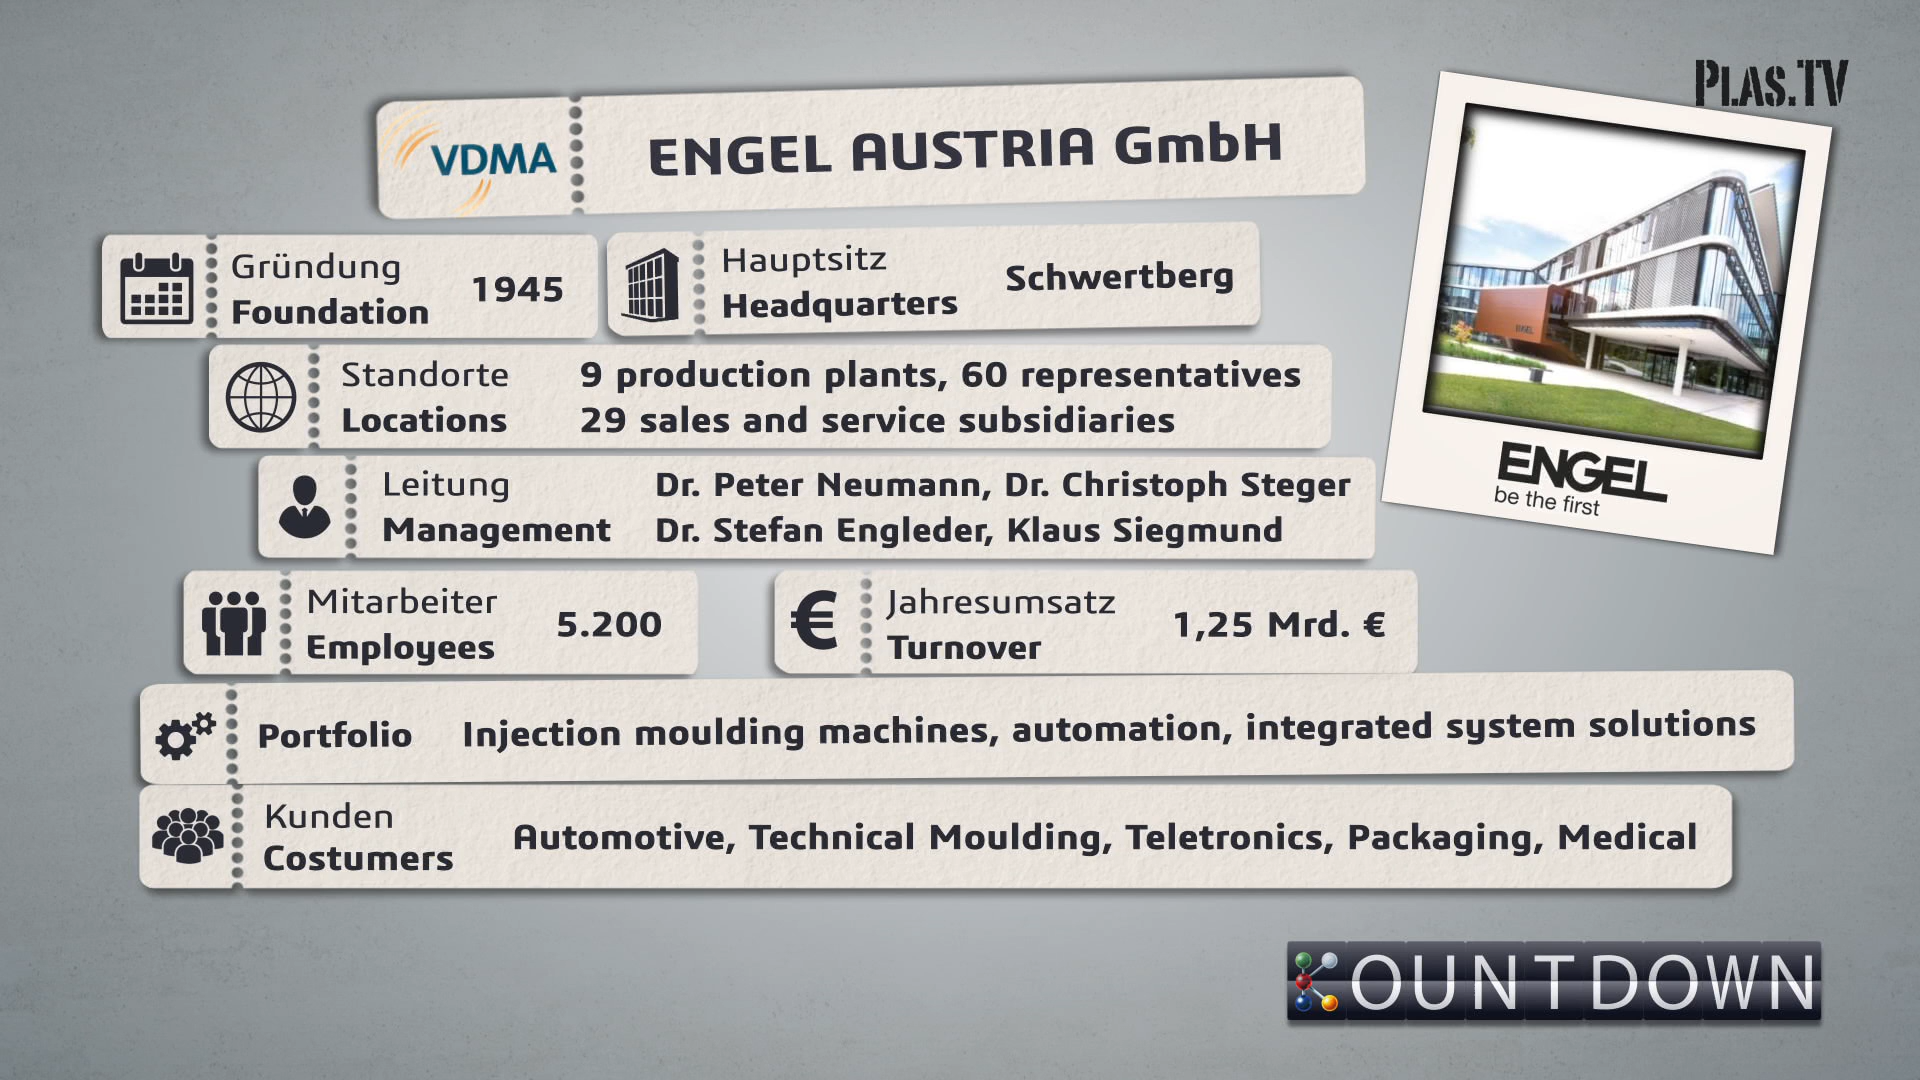 PLAS.TV
VDMA
ENGEL AUSTRIA GmbH
Gründung
Foundation
1945
Hauptsitz
Headquarters
Schwertberg
Standorte
Locations
9 production plants, 60 representatives
29 sales and service subsidiaries
Leitung
Management
Dr. Peter Neumann, Dr. Christoph Steger
Dr. Stefan Engleder, Klaus Siegmund
Mitarbeiter
Employees
5.200
Jahresumsatz
Turnover
1,25 Mrd. €
Portfolio
Injection moulding machines, automation, integrated system solutions
Kunden
Costumers
Automotive, Technical Moulding, Teletronics, Packaging, Medical
ENGEL
ENGEL
be the first
KOUNTDOWN